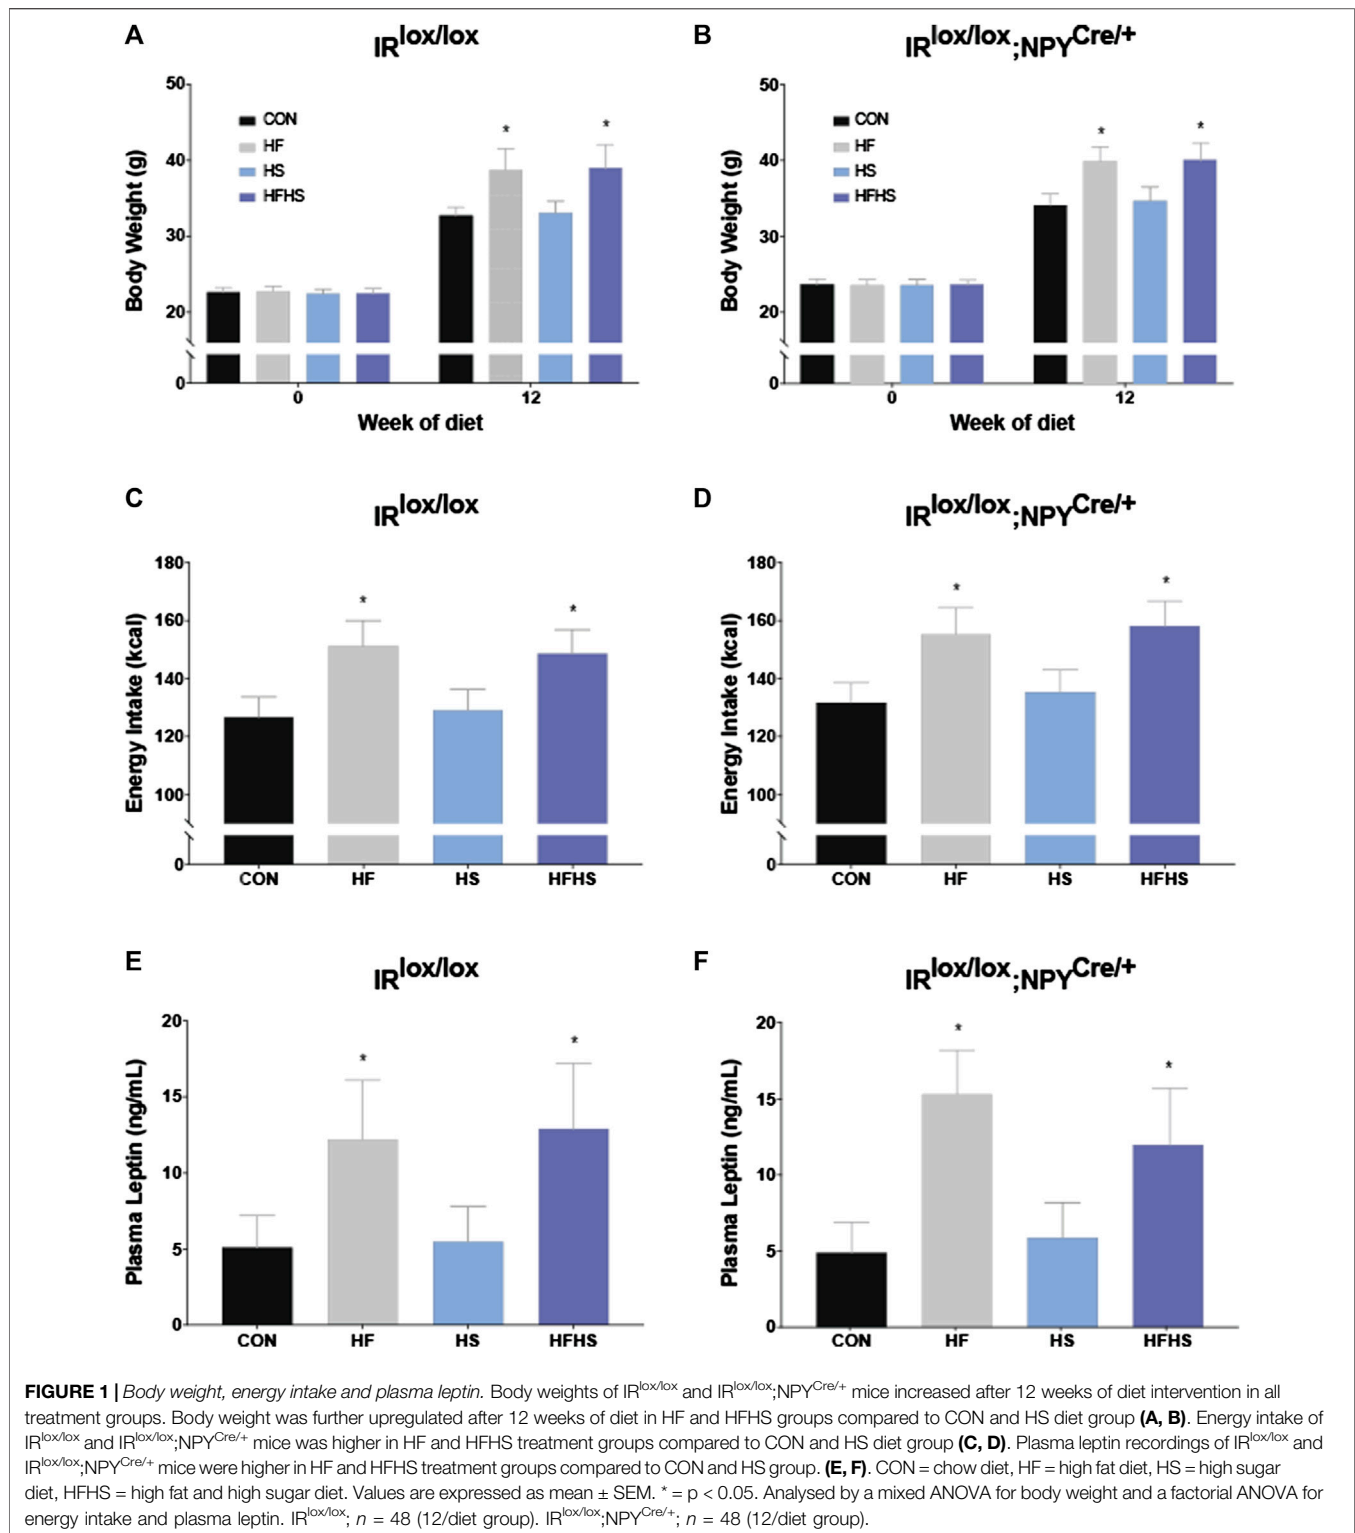 A
IRlox/lox
Body Weight (g)
50
40
30
20
0
CON
HF
HS
HFHS
*
*
0
12
Week of diet
B
IRlox/lox;NPYCre/+
Body Weight (g)
50
40
30
20
0
CON
HF
HS
HFHS
*
*
0
12
Week of diet
C
IRlox/lox
Energy Intake (kcal)
180
160
140
120
100
0
*
*
CON
HF
HS
HFHS
D
IRlox/lox;NPYCre/+
Energy Intake (kcal)
180
160
140
120
100
0
*
*
CON
HF
HS
HFHS
E
IRlox/lox
Plasma Leptin (ng/mL)
20
15
10
5
0
*
*
CON
HF
HS
HFHS
F
IRlox/lox;NPYCre/+
Plasma Leptin (ng/mL)
20
15
10
5
0
*
*
CON
HF
HS
HFHS
FIGURE 1 | Body weight, energy intake and plasma leptin. Body weights of IRlox/lox and IRlox/lox;NPYCre/+ mice increased after 12 weeks of diet intervention in all
treatment groups. Body weight was further upregulated after 12 weeks of diet in HF and HFHS groups compared to CON and HS diet group (A, B). Energy intake of
IRlox/lox and IRlox/lox;NPYCre/+ mice was higher in HF and HFHS treatment groups compared to CON and HS diet group (C, D). Plasma leptin recordings of IRlox/lox and
IRlox/lox;NPYCre/+ mice were higher in HF and HFHS treatment groups compared to CON and HS group. (E, F). CON = chow diet, HF = high fat diet, HS = high sugar
diet, HFHS = high fat and high sugar diet. Values are expressed as mean ± SEM. * = p < 0.05. Analysed by a mixed ANOVA for body weight and a factorial ANOVA for
energy intake and plasma leptin. IRlox/lox; n = 48 (12/diet group). IRlox/lox;NPYCre/+; n = 48 (12/diet group).